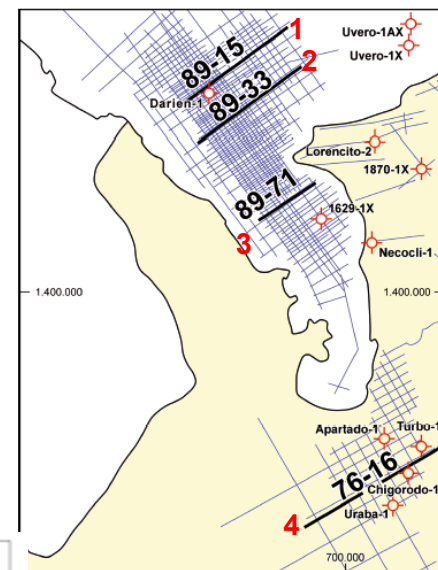 1
Uvero-1AX
89-15
2
Uvero-1X
Darien-1
89-33
Lorencito-2
1870-1X
89-71
1629-1X
3
Necocli-1
1.400.000
1.400.000
Apartado-1
Turbo-1
76-16
Chigorodo-1
Uraba-1
4
700.000